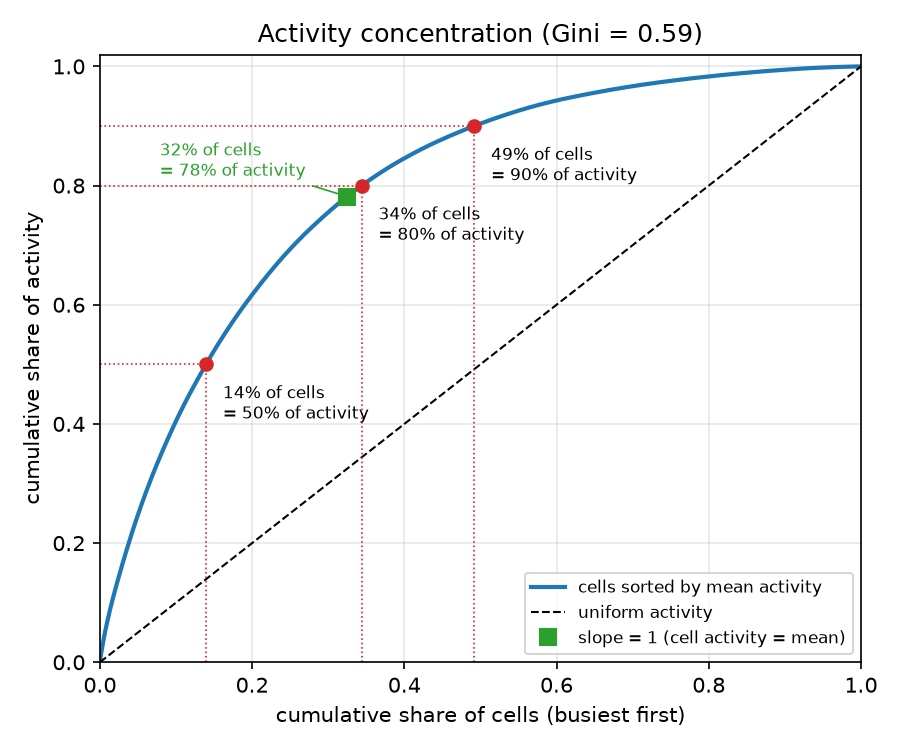 Activity concentration (Gini = 0.59)
1.0
0.8
0.6
0.4
0.2
0.0
cumulative share of activity
32% of cells
= 78% of activity
49% of cells
= 90% of activity
34% of cells
= 80% of activity
14% of cells
= 50% of activity
cells sorted by mean activity
uniform activity
slope = 1 (cell activity = mean)
0.0 0.2 0.4 0.6 0.8 1.0
cumulative share of cells (busiest first)